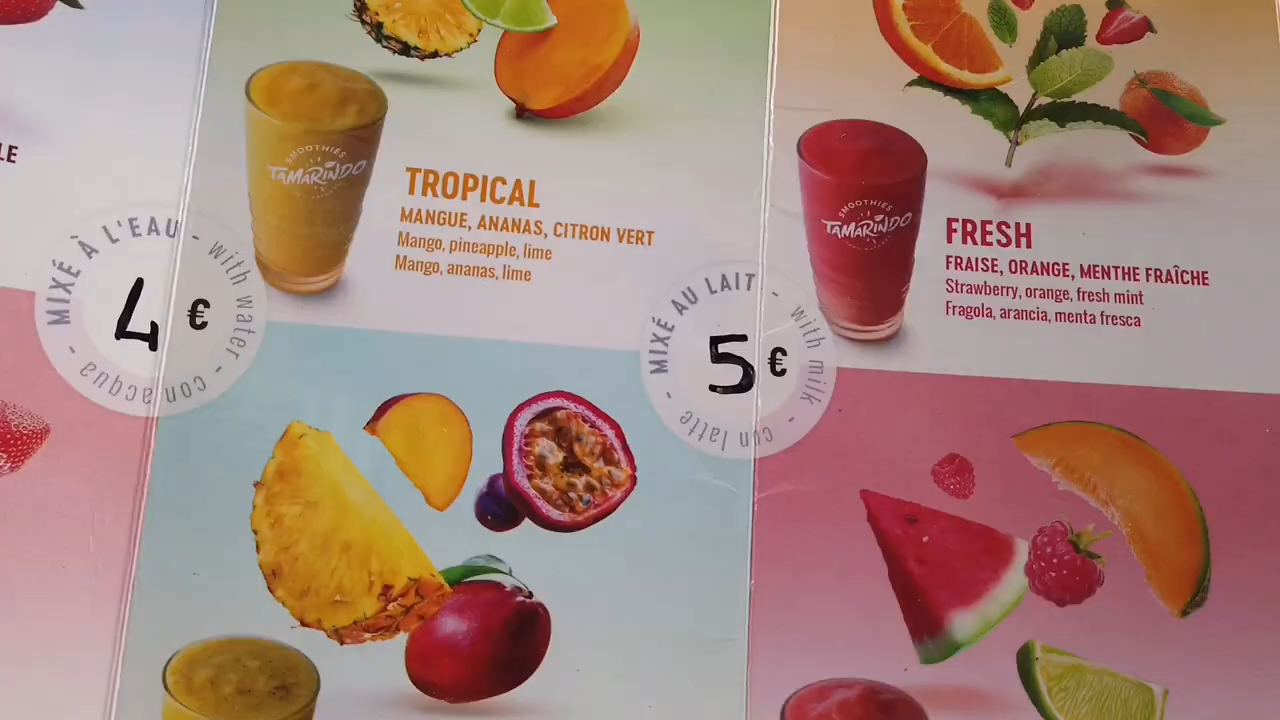 LE
SMOOTHIES
TAMARINDO
TROPICAL
MANGUE, ANANAS, CITRON VERT
Mango, pineapple, lime
Mango, ananas, lime
MIXÉ À L'EAU - with water - con acqua -
4 €
SMOOTHIES
TAMARINDO
FRESH
FRAISE, ORANGE, MENTHE FRAÎCHE
Strawberry, orange, fresh mint
Fragola, arancia, menta fresca
MIXÉ AU LAIT - with milk - con latte -
5 €